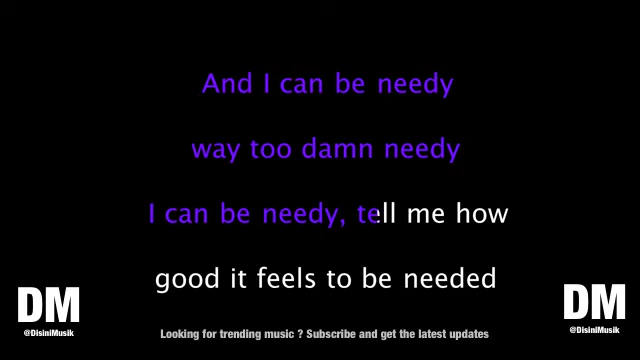 And I can be needy
way too damn needy
I can be needy, tell me how
good it feels to be needed
DM
@DisiniMusik
DM
@DisiniMusik
Looking for trending music ? Subscribe and get the latest updates